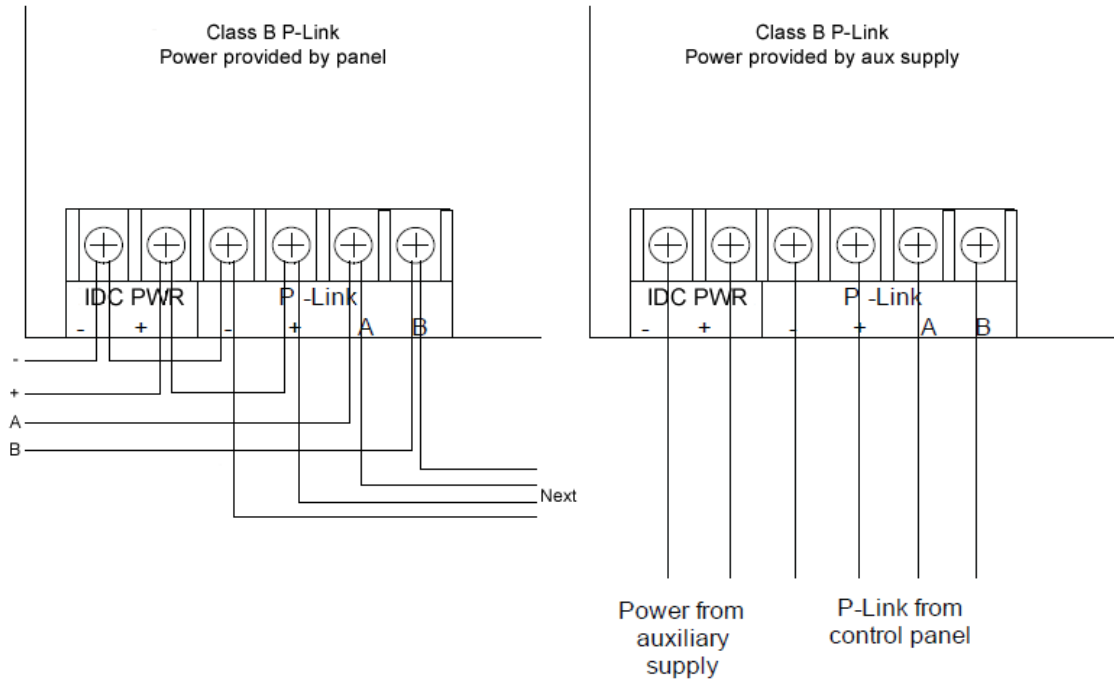 Class B P-Link
Power provided by panel
IDC PWR P -Link
- + - + A B
-
+
A
B
Next
Class B P-Link
Power provided by aux supply
IDC PWR P -Link
- + - + A B
Power from
auxiliary
supply
P-Link from
control panel